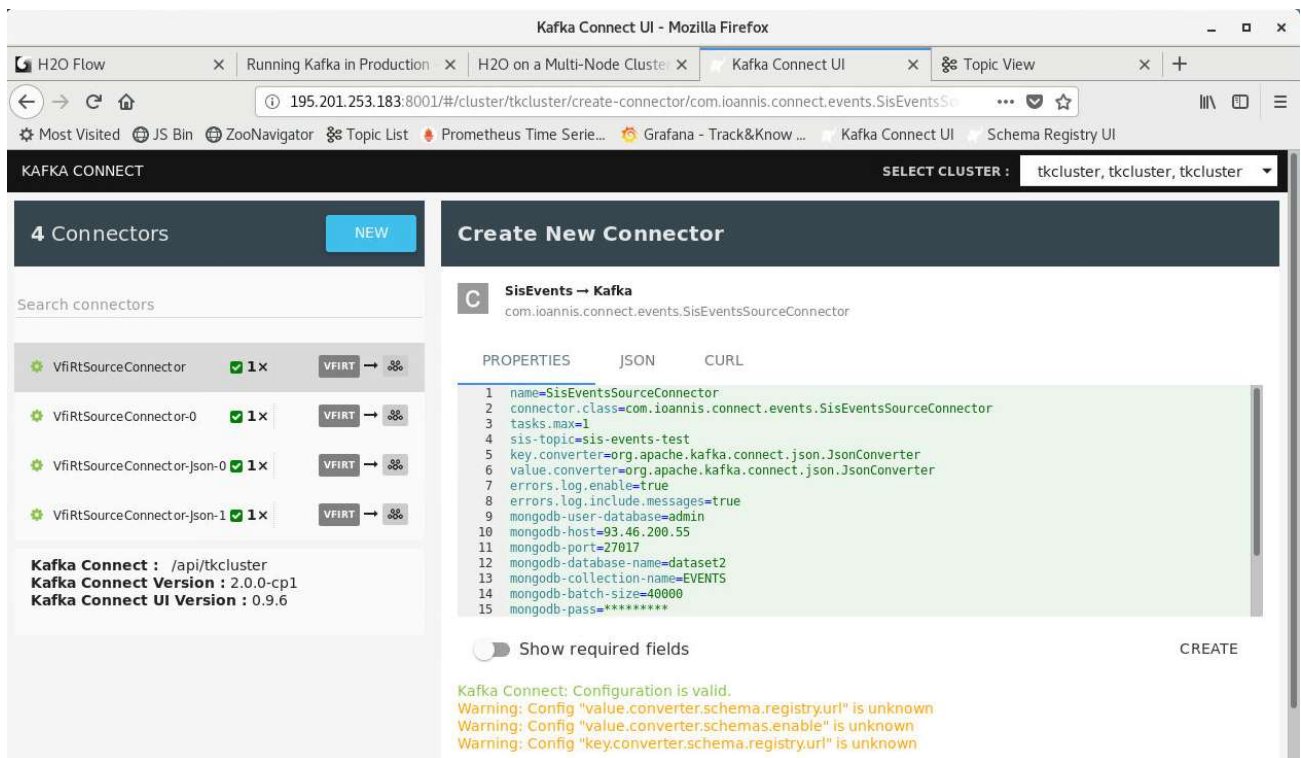 Kafka Connect UI - Mozilla Firefox
H2O Flow
Running Kafka in Production
H2O on a Multi-Node Cluster
Kafka Connect UI
Topic View
195.201.253.183:8001/#/cluster/tkcluster/create-connector/com.ioannis.connect.events.SisEventsSo
Most Visited JS Bin ZooNavigator Topic List Prometheus Time Serie... Grafana - Track&Know ... Kafka Connect UI Schema Registry UI
KAFKA CONNECT
SELECT CLUSTER : tkcluster, tkcluster, tkcluster
4 Connectors
NEW
Search connectors
VfiRtSourceConnector 1× VFIRT →
VfiRtSourceConnector-0 1× VFIRT →
VfiRtSourceConnector-Json-0 1× VFIRT →
VfiRtSourceConnector-Json-1 1× VFIRT →
Kafka Connect : /api/tkcluster
Kafka Connect Version : 2.0.0-cp1
Kafka Connect UI Version : 0.9.6
Create New Connector
C
SisEvents → Kafka
com.ioannis.connect.events.SisEventsSourceConnector
PROPERTIES JSON CURL
1 name=SisEventsSourceConnector
2 connector.class=com.ioannis.connect.events.SisEventsSourceConnector
3 tasks.max=1
4 sis-topic=sis-events-test
5 key.converter=org.apache.kafka.connect.json.JsonConverter
6 value.converter=org.apache.kafka.connect.json.JsonConverter
7 errors.log.enable=true
8 errors.log.include.messages=true
9 mongodb-user-database=admin
10 mongodb-host=93.46.200.55
11 mongodb-port=27017
12 mongodb-database-name=dataset2
13 mongodb-collection-name=EVENTS
14 mongodb-batch-size=40000
15 mongodb-pass=*********
Show required fields
CREATE
Kafka Connect: Configuration is valid.
Warning: Config "value.converter.schema.registry.url" is unknown
Warning: Config "value.converter.schemas.enable" is unknown
Warning: Config "key.converter.schema.registry.url" is unknown